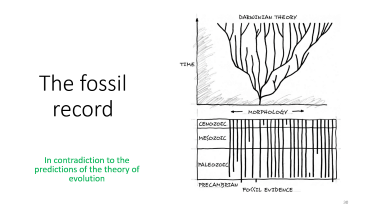 The fossil
record
In contradiction to the
predictions of the theory of
evolution
DARWINIAN THEORY
TIME
MORPHOLOGY
CENOZOIC
MESOZOIC
PALEOZOIC
PRECAMBRIAN
FOSSIL EVIDENCE